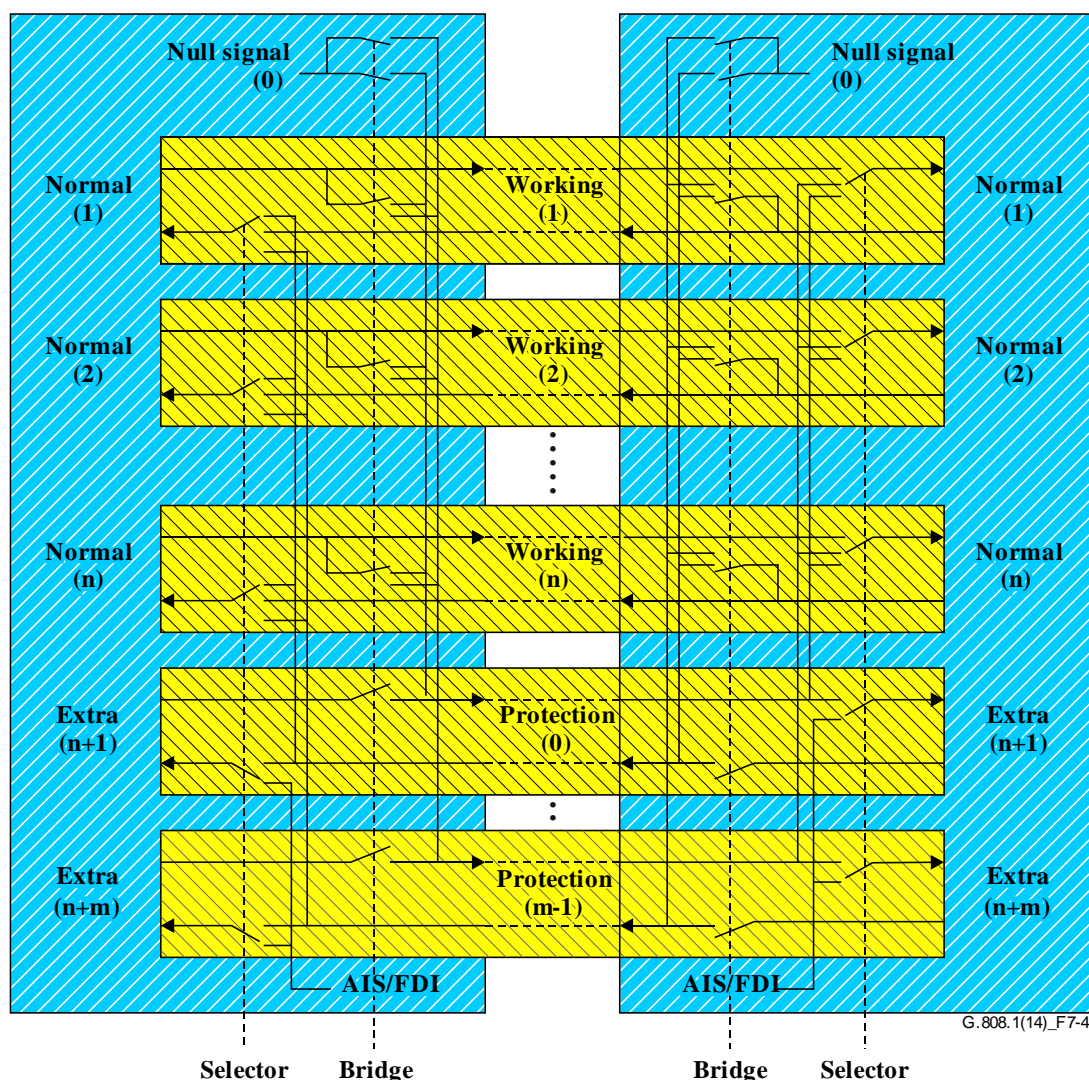 Null signal
(0)
Null signal
(0)
Normal
(1)
Working
(1)
Normal
(1)
Normal
(2)
Working
(2)
Normal
(2)
Normal
(n)
Working
(n)
Normal
(n)
Extra
(n+1)
Protection
(0)
Extra
(n+1)
Extra
(n+m)
Protection
(m-1)
Extra
(n+m)
AIS/FDI
AIS/FDI
G.808.1(14)_F7-4
Selector
Bridge
Bridge
Selector